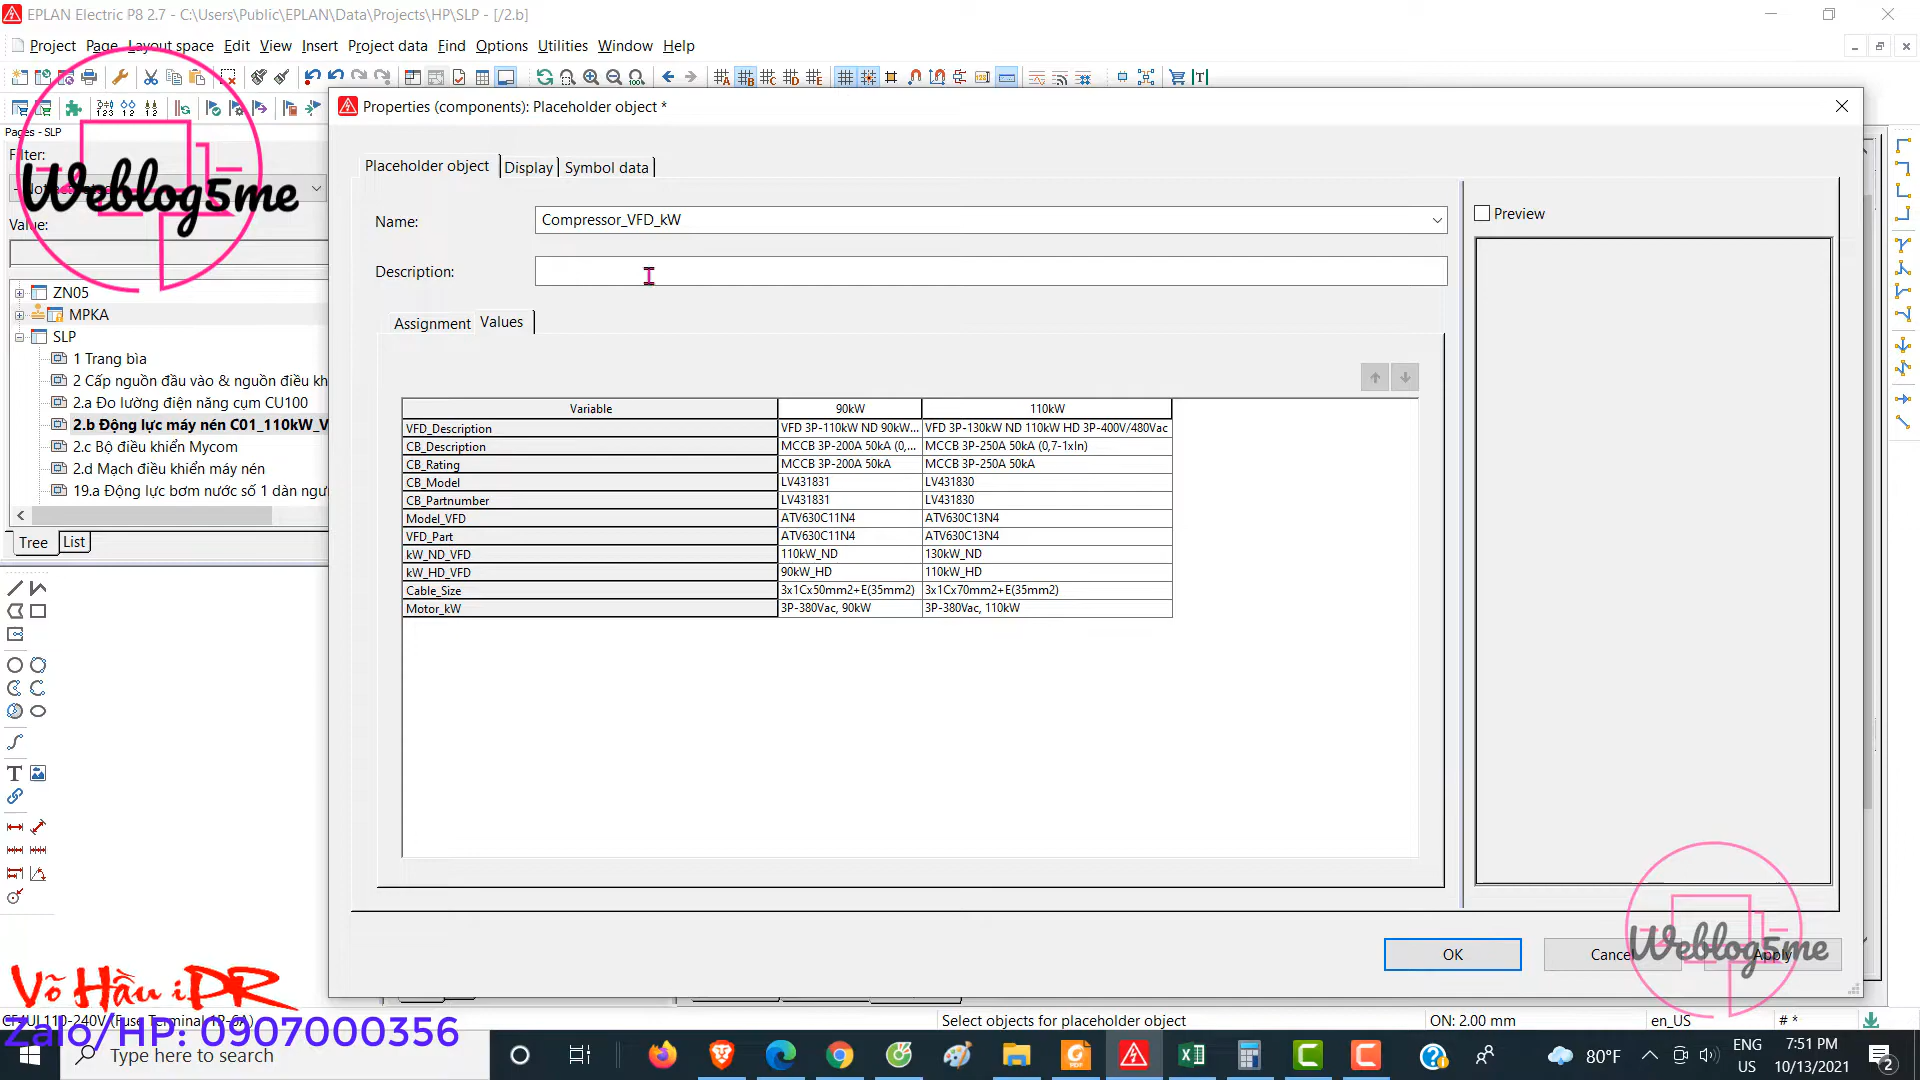 EPLAN Electric P8 2.7 - C:\Users\Public\EPLAN\Data\Projects\HP\SLP - [/2.b]
Project Page Layout space Edit View Insert Project data Find Options Utilities Window Help
Pages - SLP
Filter:
Value:
Weblog5me
ZN05
MPKA
SLP
1 Trang bìa
2 Cấp nguồn đầu vào & nguồn điều kh
2.a Đo lường điện năng cụm CU100
2.b Động lực máy nén C01_110kW_V
2.c Bộ điều khiển Mycom
2.d Mạch điều khiển máy nén
19.a Động lực bơm nước số 1 dàn ngư
Tree List
Properties (components): Placeholder object *
Placeholder object Display Symbol data
Name: Compressor_VFD_kW
Description:
Preview
Assignment Values
Variable 90kW 110kW
VFD_Description VFD 3P-110kW ND 90kW... VFD 3P-130kW ND 110kW HD 3P-400V/480Vac
CB_Description MCCB 3P-200A 50kA (0,... MCCB 3P-250A 50kA (0,7-1xIn)
CB_Rating MCCB 3P-200A 50kA MCCB 3P-250A 50kA
CB_Model LV431831 LV431830
CB_Partnumber LV431831 LV431830
Model_VFD ATV630C11N4 ATV630C13N4
VFD_Part ATV630C11N4 ATV630C13N4
kW_ND_VFD 110kW_ND 130kW_ND
kW_HD_VFD 90kW_HD 110kW_HD
Cable_Size 3x1Cx50mm2+E(35mm2) 3x1Cx70mm2+E(35mm2)
Motor_kW 3P-380Vac, 90kW 3P-380Vac, 110kW
OK Cancel Apply
Weblog5me
Võ Hầu iDR
Zalo/HP: 0907000356
Select objects for placeholder object ON: 2.00 mm en_US # *
Type here to search
80°F
ENG
US
7:51 PM
10/13/2021
2